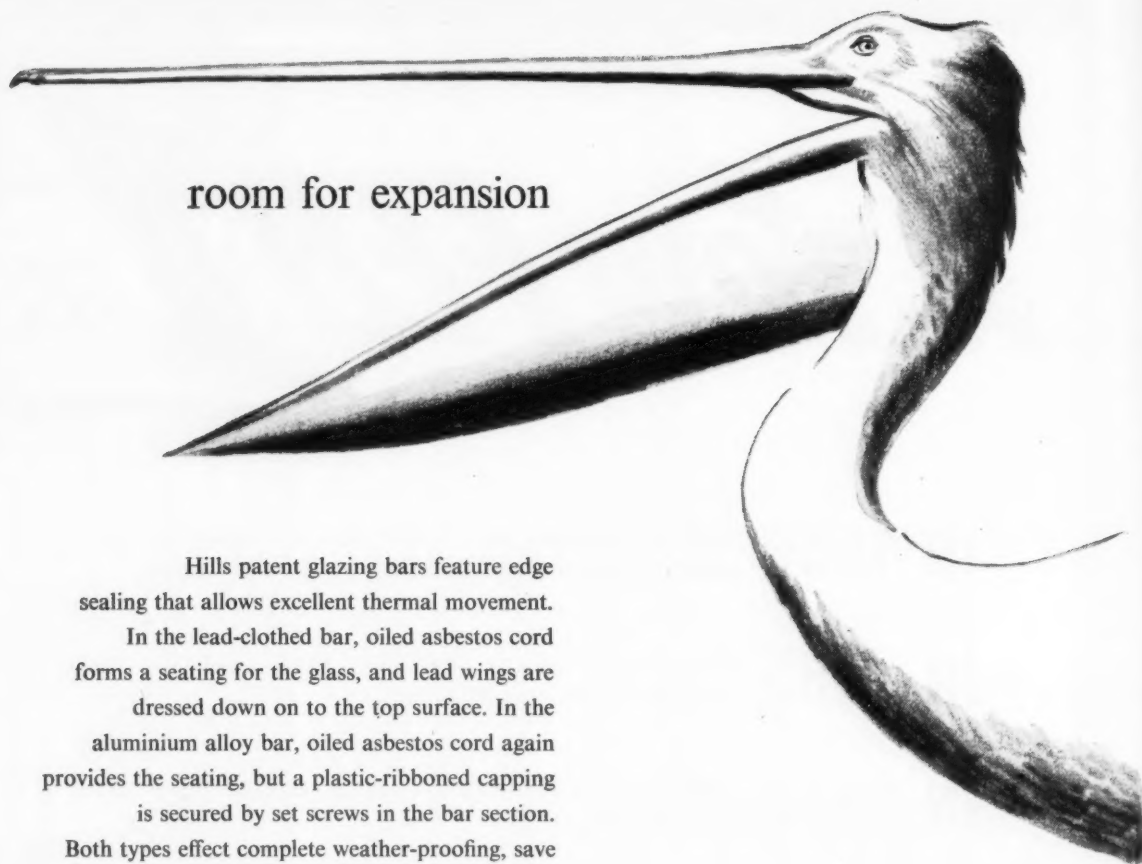 room for expansion
Hills patent glazing bars feature edge
sealing that allows excellent thermal movement.
In the lead-clothed bar, oiled asbestos cord
forms a seating for the glass, and lead wings are
dressed down on to the top surface. In the
aluminium alloy bar, oiled asbestos cord again
provides the seating, but a plastic-ribboned capping
is secured by set screws in the bar section.
Both types effect complete weather-proofing, save